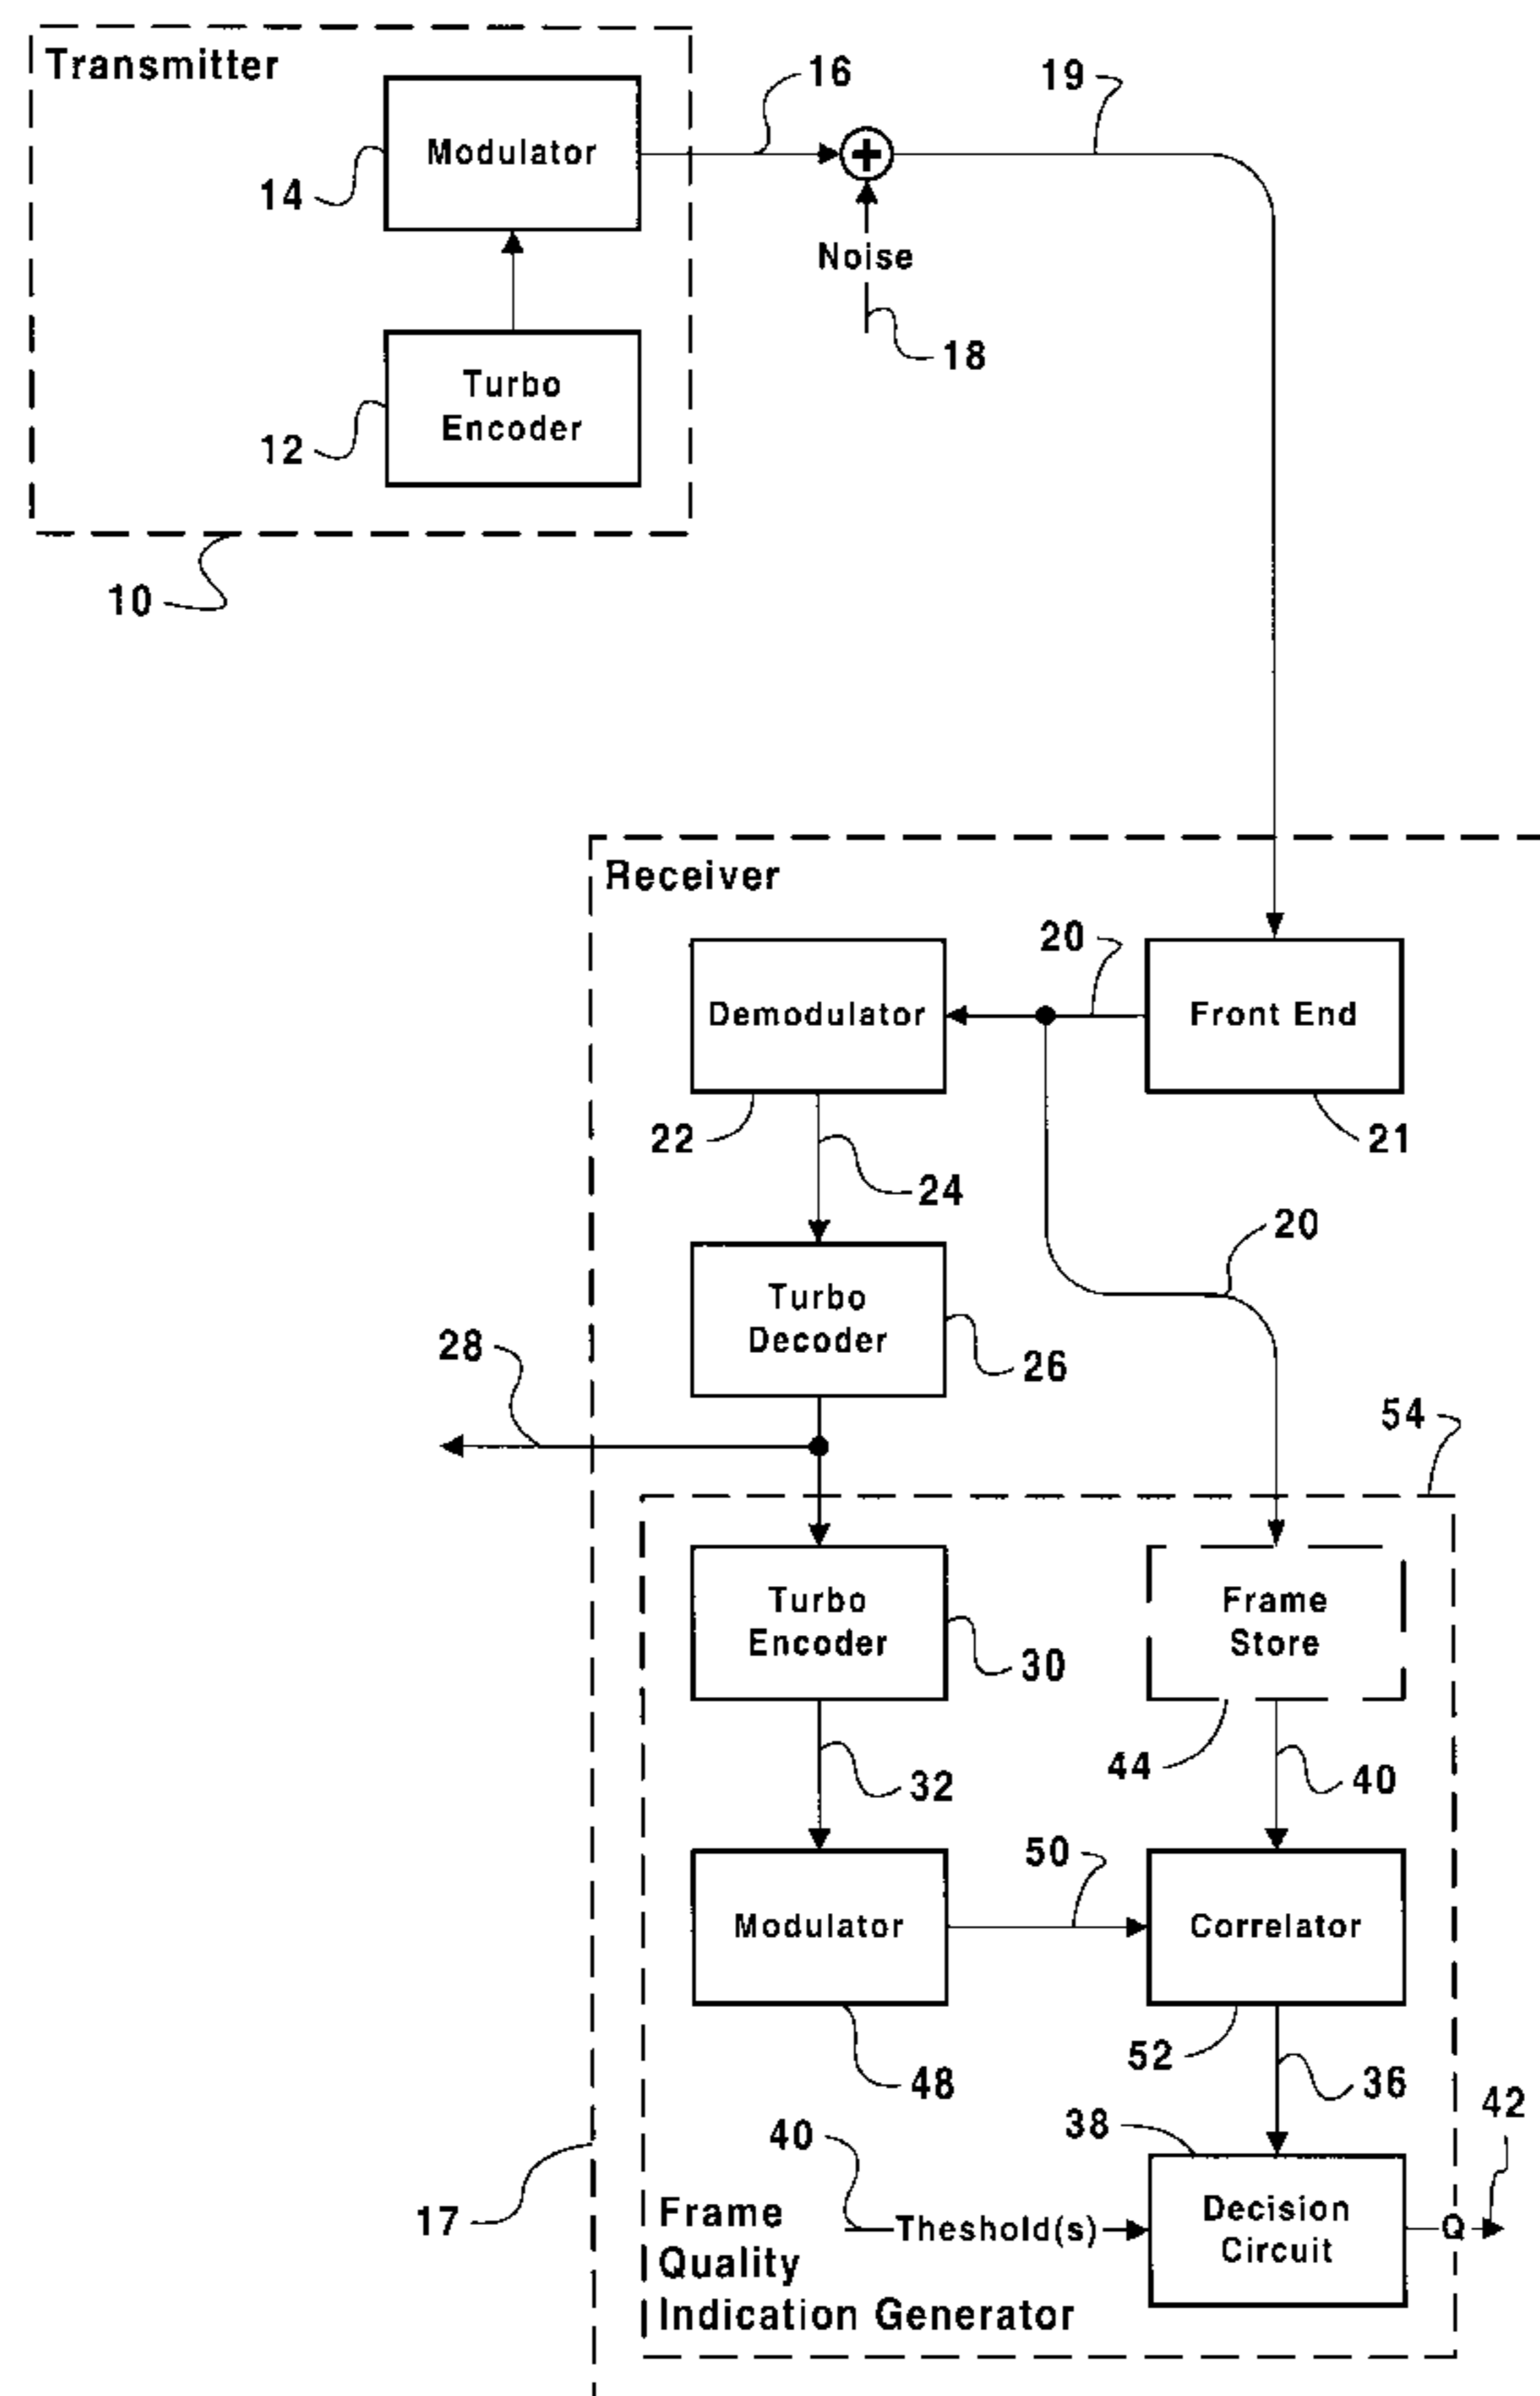 Transmitter
16
19
Modulator
14
Noise
18
Turbo
Encoder
12
10
Receiver
20
Demodulator
Front End
22
21
24
20
Turbo
Decoder
28
26
54
Turbo
Encoder
Frame
Store
30
44
40
32
50
Modulator
Correlator
52
48
36
42
40
38
17
Frame
Quality
Indication Generator
Theshold(s)
Decision
Circuit
Q